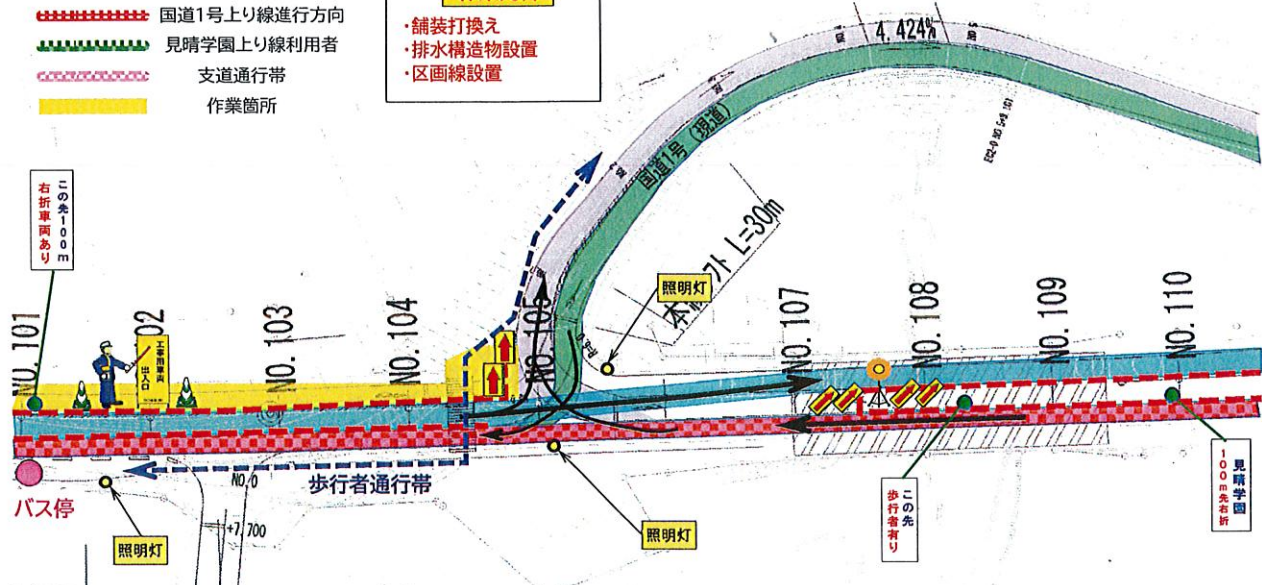 国道1号上り線進行方向
見晴学園上り線利用者
支道通行帯
作業箇所
・舗装打換え
・排水構造物設置
・区画線設置
4.424%
国道1号(現道)
この先100m
右折車両あり
照明灯
NO.101
工事用車両
出入口
NO.103
NO.104
NO.105
NO.107
NO.108
NO.109
NO.110
バス停
NO.0
歩行者通行帯
+7.700
照明灯
照明灯
この先
歩行者有り
見晴学園
100m先右折